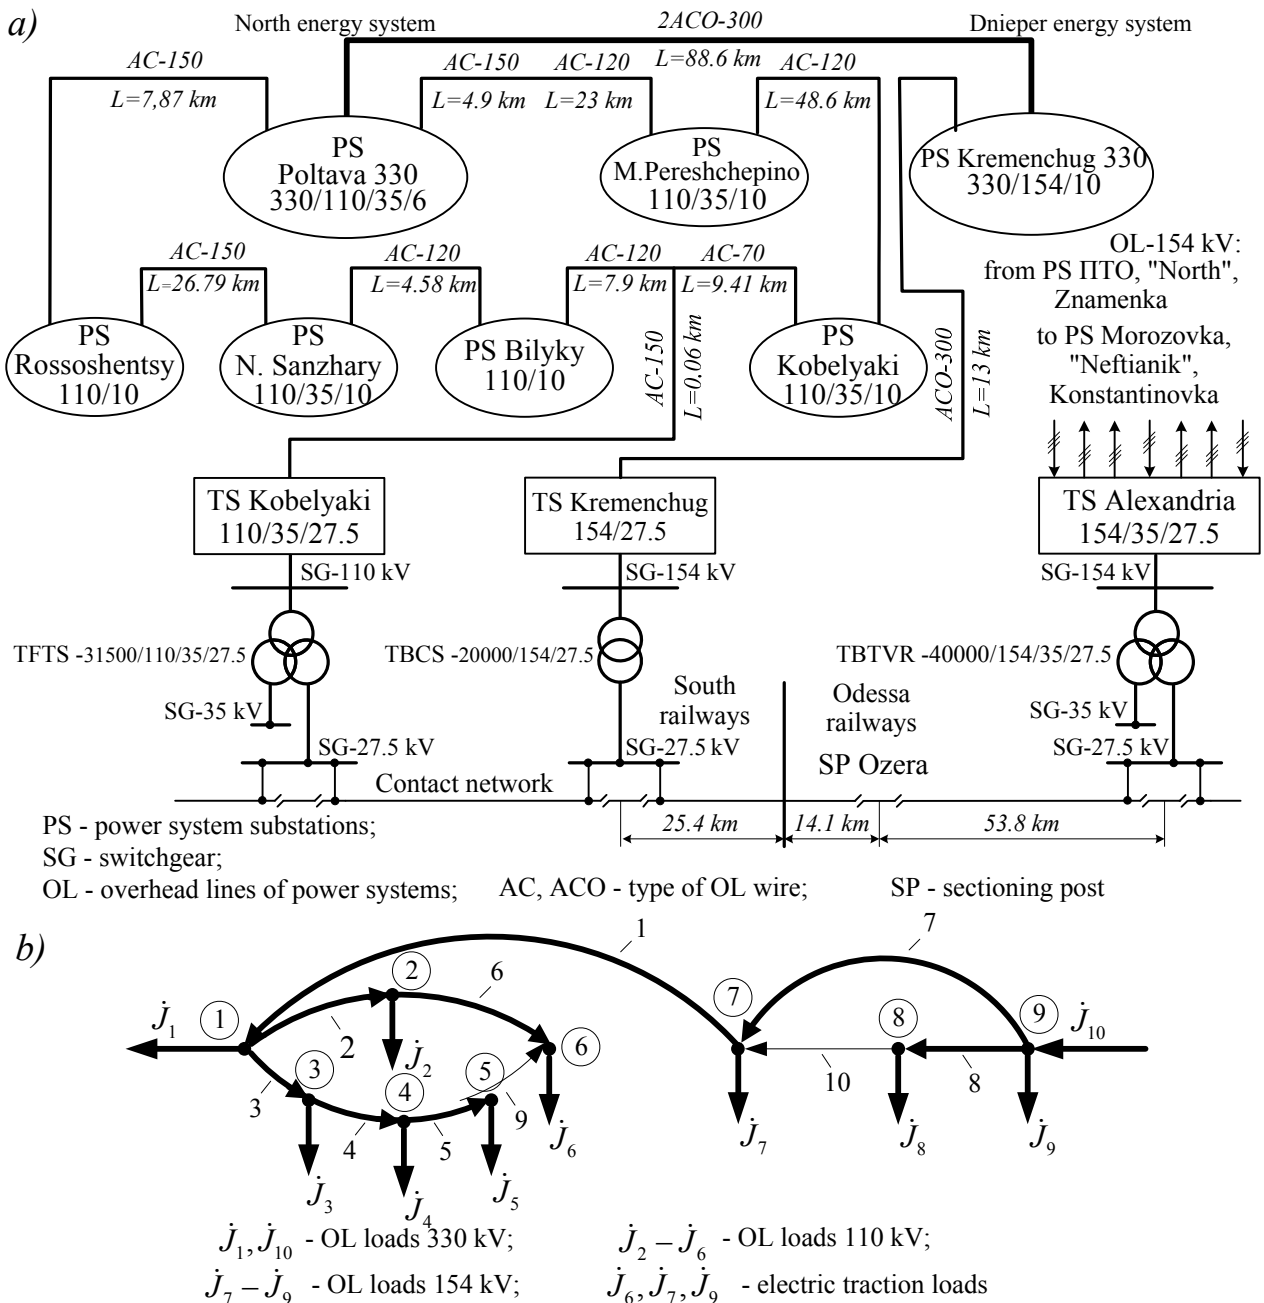 a)
North energy system
2ACO-300
Dnieper energy system
AC-150
AC-150
AC-120
L=88.6 km
AC-120
L=7,87 km
L=4.9 km
L=23 km
L=48.6 km
PS
Poltava 330
330/110/35/6
PS
M.Pereshchepino
110/35/10
PS Kremenchug 330
330/154/10
AC-150
AC-120
AC-120
AC-70
L=26.79 km
L=4.58 km
L=7.9 km
L=9.41 km
OL-154 kV:
from PS ПТО, "North",
Znamenka
to PS Morozovka,
"Neftianik",
Konstantinovka
PS
Rossoshentsy
110/10
PS
N. Sanzhary
110/35/10
PS Bilyky
110/10
AC-150
L=0.06 km
PS
Kobelyaki
110/35/10
ACO-300
L=13 km
TS Kobelyaki
110/35/27.5
TS Kremenchug
154/27.5
TS Alexandria
154/35/27.5
SG-110 kV
SG-154 kV
SG-154 kV
TFTS -31500/110/35/27.5
TBCS -20000/154/27.5
TBTVR -40000/154/35/27.5
SG-35 kV
South
railways
Odessa
railways
SG-35 kV
SG-27.5 kV
SG-27.5 kV
SP Ozera
SG-27.5 kV
Contact network
25.4 km
14.1 km
53.8 km
PS - power system substations;
SG - switchgear;
OL - overhead lines of power systems;
AC, ACO - type of OL wire;
SP - sectioning post
b)
1
7
2
6
7
8
9
J̇1
1
J̇10
2
J̇2
6
3
3
4
5
10
8
4
5
9
J̇3
J̇4
J̇5
J̇6
J̇7
J̇8
J̇9
J̇1, J̇10 - OL loads 330 kV;
J̇2 – J̇6 - OL loads 110 kV;
J̇7 – J̇9 - OL loads 154 kV;
J̇6, J̇7, J̇9 - electric traction loads